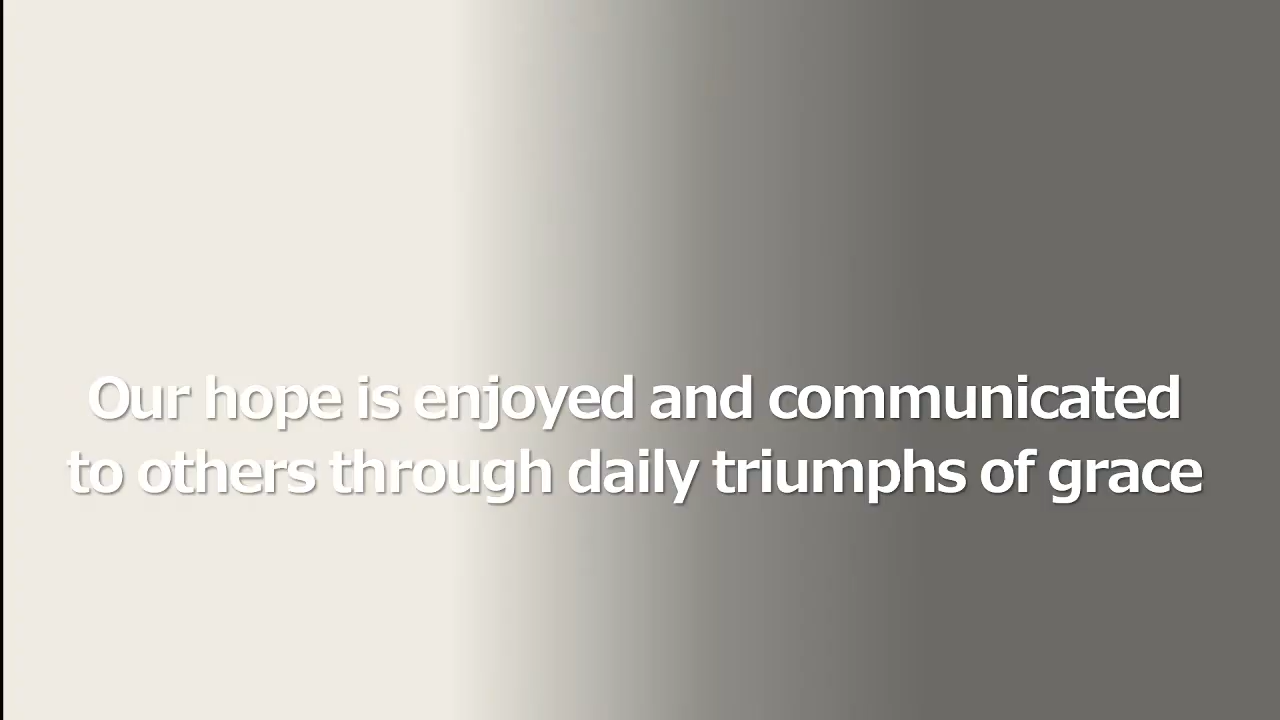 Our hope is enjoyed and communicated
to others through daily triumphs of grace